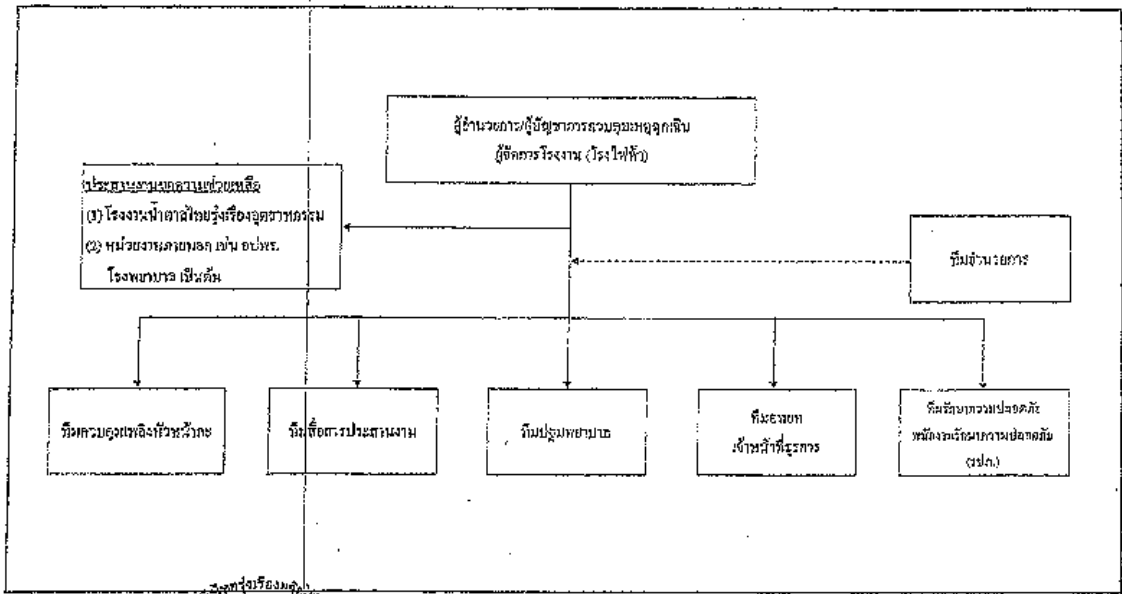 ผู้อำนวยการ/ผู้บัญชาการควบคุมเหตุฉุกเฉิน
ผู้จัดการโรงงาน (โรงไฟฟ้า)
ประสานงานขอความช่วยเหลือ
(1) โรงงานน้ำตาลไทยรุ่งเรืองอุตสาหกรรม
(2) หน่วยงานภายนอก เช่น อปพร.
โรงพยาบาล เป็นต้น
ทีมอำนวยการ
ทีมควบคุมเพลิงหัวหน้ากะ
ทีมสื่อสารประสานงาน
ทีมปฐมพยาบาล
ทีมอพยพ
เจ้าหน้าที่ธุรการ
ทีมรักษาความปลอดภัย
พนักงานรักษาความปลอดภัย
(รปภ.)